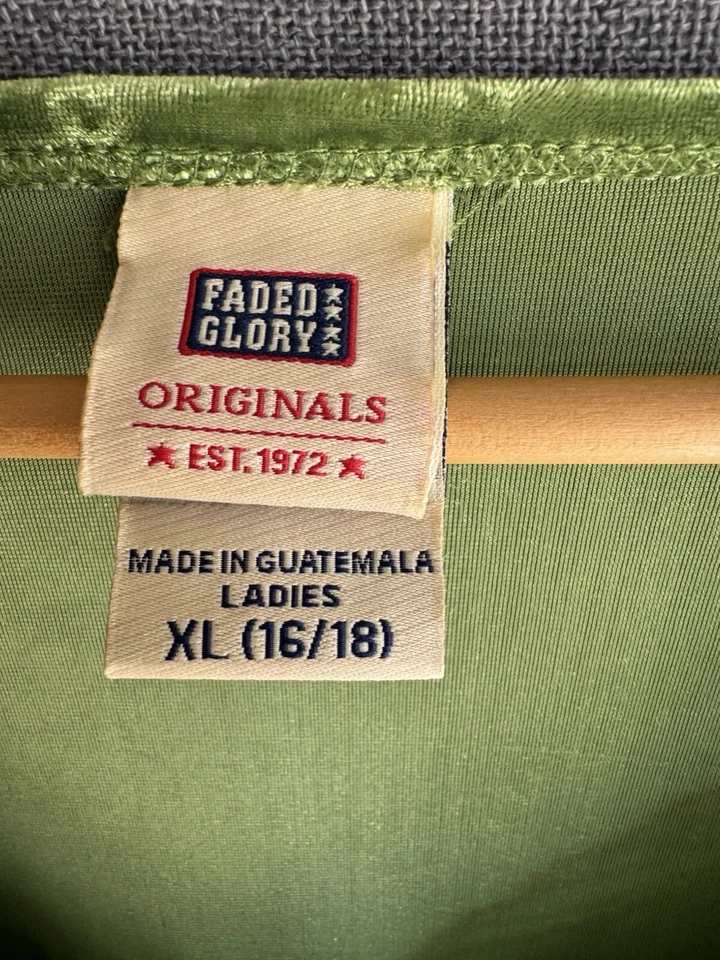 FADED
GLORY
ORIGINALS
EST. 1972
MADE IN GUATEMALA
LADIES
XL (16/18)